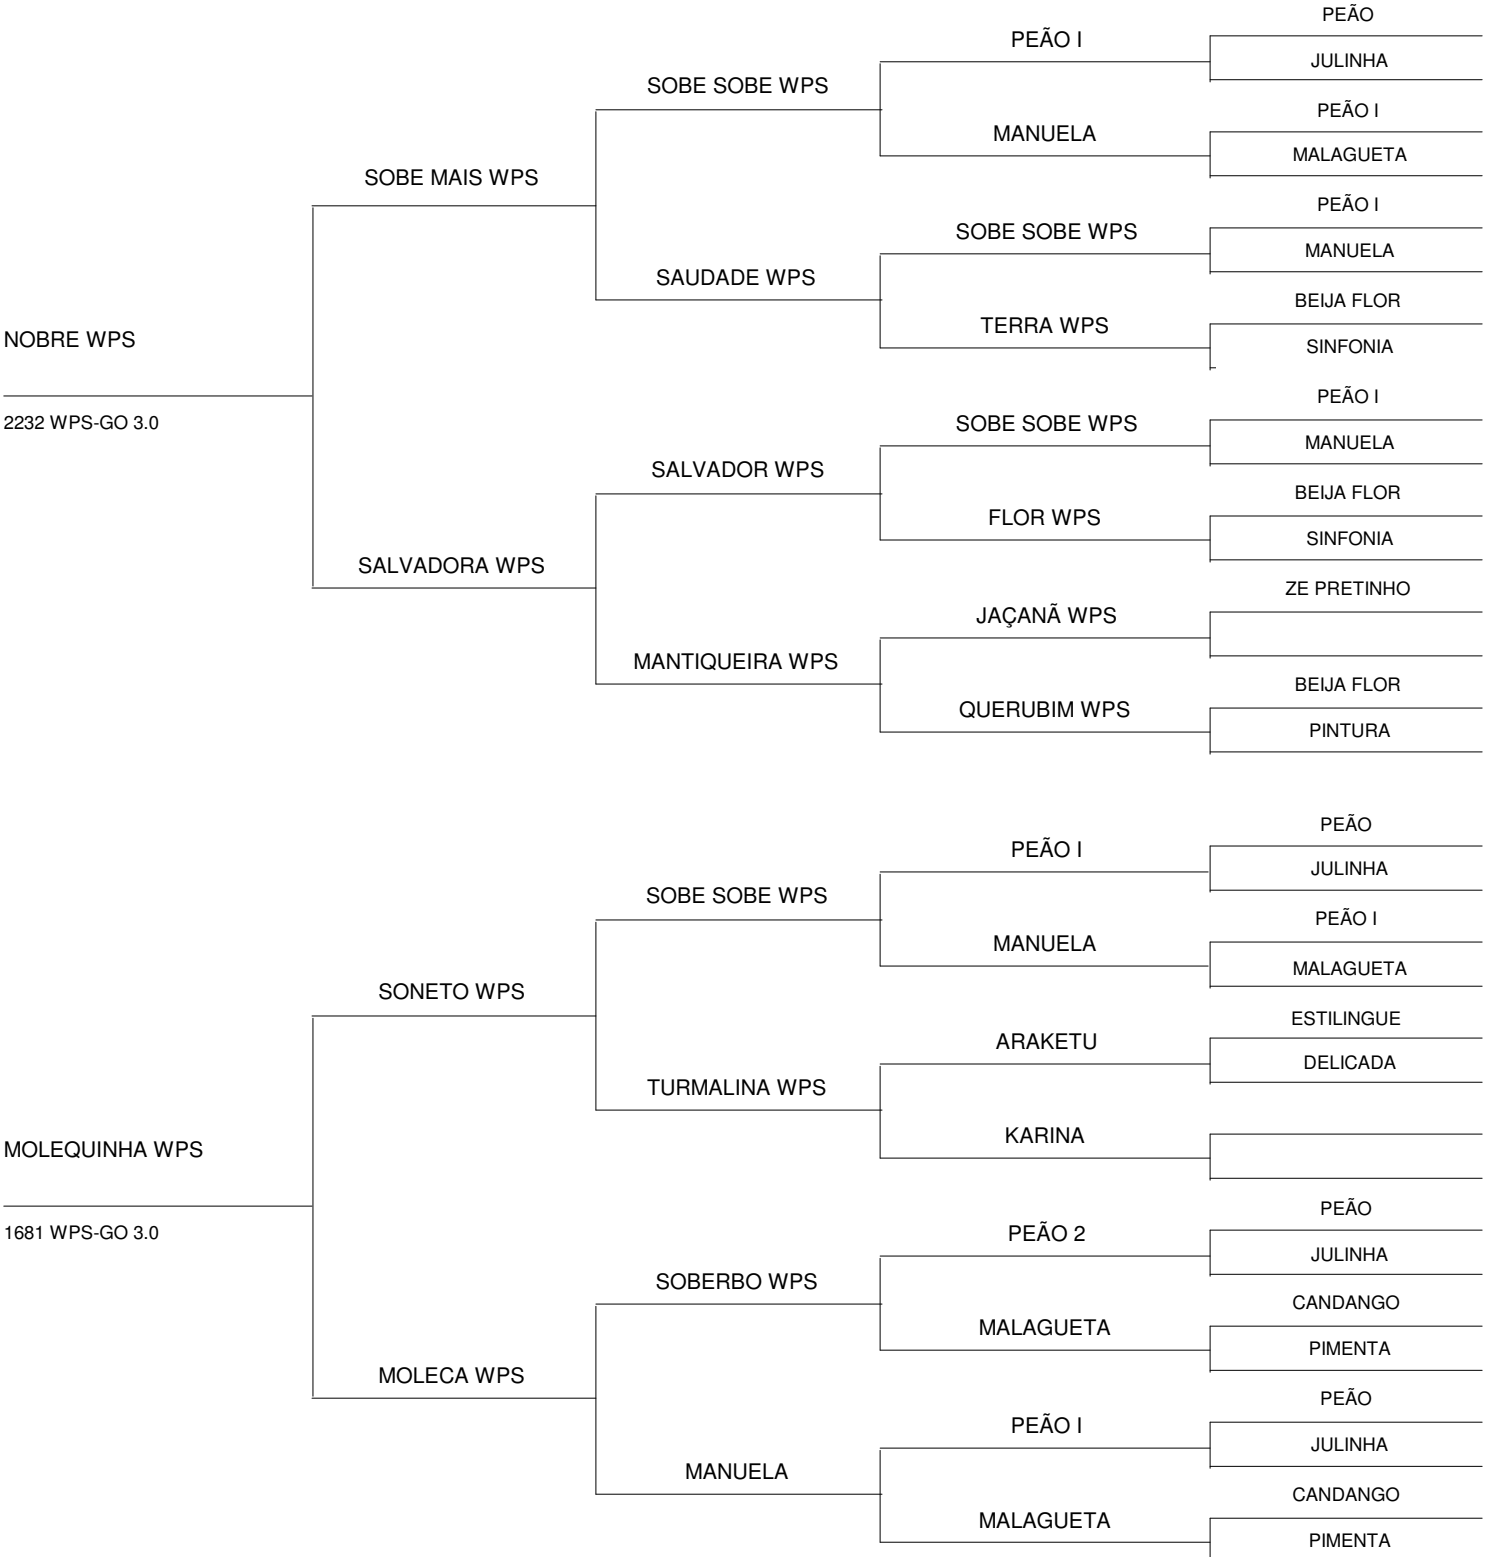 PEÃO
PEÃO I
JULINHA
SOBE SOBE WPS
PEÃO I
MANUELA
MALAGUETA
SOBE MAIS WPS
PEÃO I
SOBE SOBE WPS
MANUELA
SAUDADE WPS
BEIJA FLOR
TERRA WPS
NOBRE WPS
SINFONIA
PEÃO I
2232 WPS-GO 3.0
SOBE SOBE WPS
MANUELA
SALVADOR WPS
BEIJA FLOR
FLOR WPS
SINFONIA
SALVADORA WPS
ZE PRETINHO
JAÇANÃ WPS
MANTIQUEIRA WPS
BEIJA FLOR
QUERUBIM WPS
PINTURA
PEÃO
PEÃO I
JULINHA
SOBE SOBE WPS
PEÃO I
MANUELA
MALAGUETA
SONETO WPS
ESTILINGUE
ARAKETU
DELICADA
TURMALINA WPS
KARINA
MOLEQUINHA WPS
PEÃO
1681 WPS-GO 3.0
PEÃO 2
JULINHA
SOBERBO WPS
CANDANGO
MALAGUETA
PIMENTA
MOLECA WPS
PEÃO
PEÃO I
JULINHA
MANUELA
CANDANGO
MALAGUETA
PIMENTA